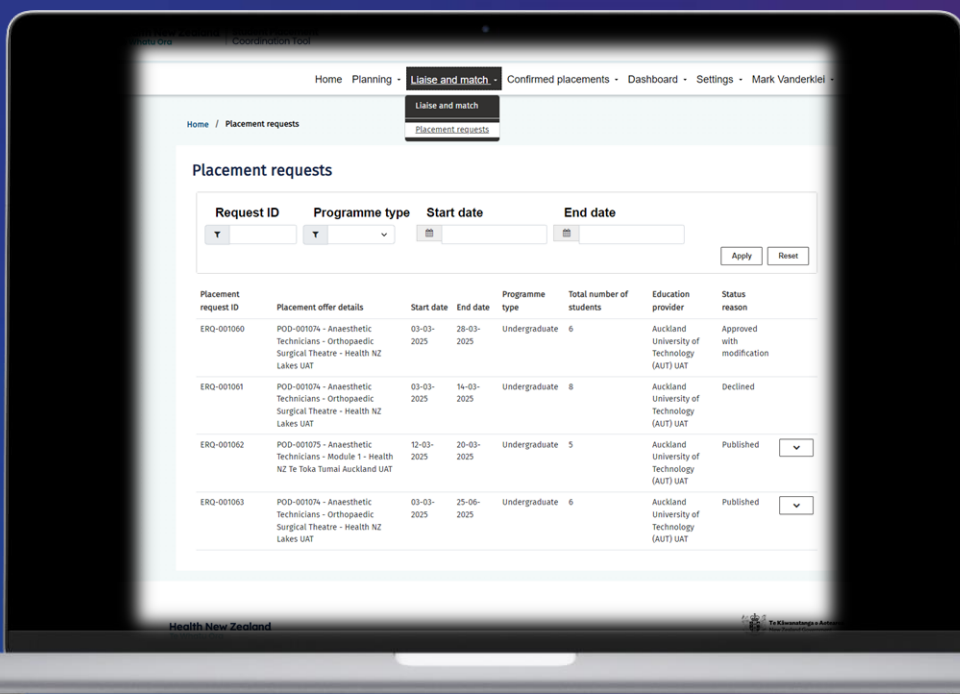 Coordination Tool
Home Planning Liaise and match Confirmed placements Dashboard Settings Mark Vanderklei
Liaise and match
Placement requests
Home / Placement requests
Placement requests
Request ID Programme type Start date End date
Apply Reset
Placement request ID Placement offer details Start date End date Programme type Total number of students Education provider Status reason
ERQ-001060 POD-001074 - Anaesthetic 03-03- 28-03- Undergraduate 6 Auckland Approved
Technicians - Orthopaedic 2025 2025 University of with
Surgical Theatre - Health NZ Technology modification
Lakes UAT (AUT) UAT
ERQ-001061 POD-001074 - Anaesthetic 03-03- 14-03- Undergraduate 8 Auckland Declined
Technicians - Orthopaedic 2025 2025 University of
Surgical Theatre - Health NZ Technology
Lakes UAT (AUT) UAT
ERQ-001062 POD-001075 - Anaesthetic 12-03- 20-03- Undergraduate 5 Auckland Published
Technicians - Module 1 - Health 2025 2025 University of
NZ Te Toka Tumai Auckland UAT Technology
(AUT) UAT
ERQ-001063 POD-001074 - Anaesthetic 03-03- 25-06- Undergraduate 6 Auckland Published
Technicians - Orthopaedic 2025 2025 University of
Surgical Theatre - Health NZ Technology
Lakes UAT (AUT) UAT
Health New Zealand
Te Kāwanatanga o